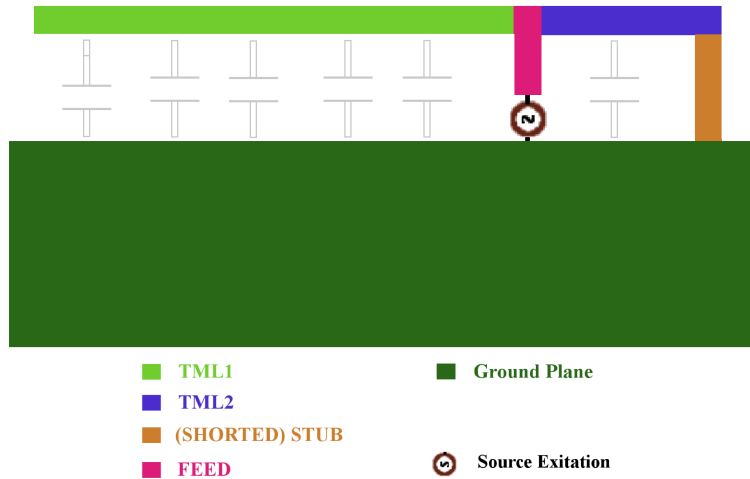 TML1
TML2
(SHORTED) STUB
FEED
Ground Plane
Source Exitation